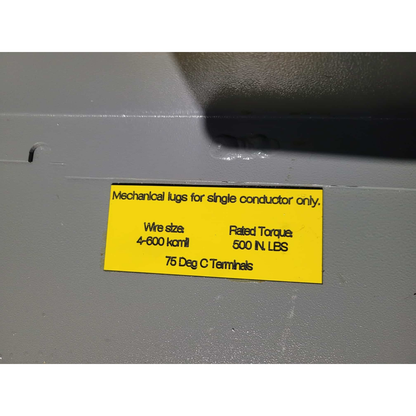 Mechanical lugs for single conductor only.
Wire size: Rated Torque:
4-600 kcmil 500 IN. LBS
75 Deg C Terminals